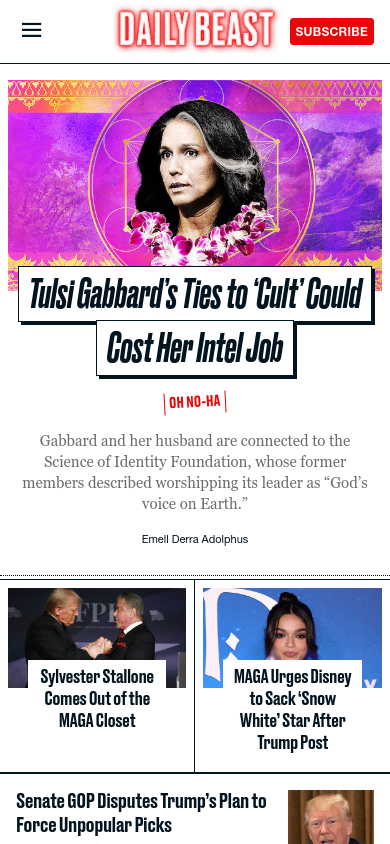 DAILY BEAST
SUBSCRIBE
Tulsi Gabbard’s Ties to ‘Cult’ Could
Cost Her Intel Job
OH NO-HA
Gabbard and her husband are connected to the
Science of Identity Foundation, whose former
members described worshipping its leader as “God’s
voice on Earth.”
Emell Derra Adolphus
Sylvester Stallone
Comes Out of the
MAGA Closet
MAGA Urges Disney
to Sack ‘Snow
White’ Star After
Trump Post
Senate GOP Disputes Trump’s Plan to
Force Unpopular Picks